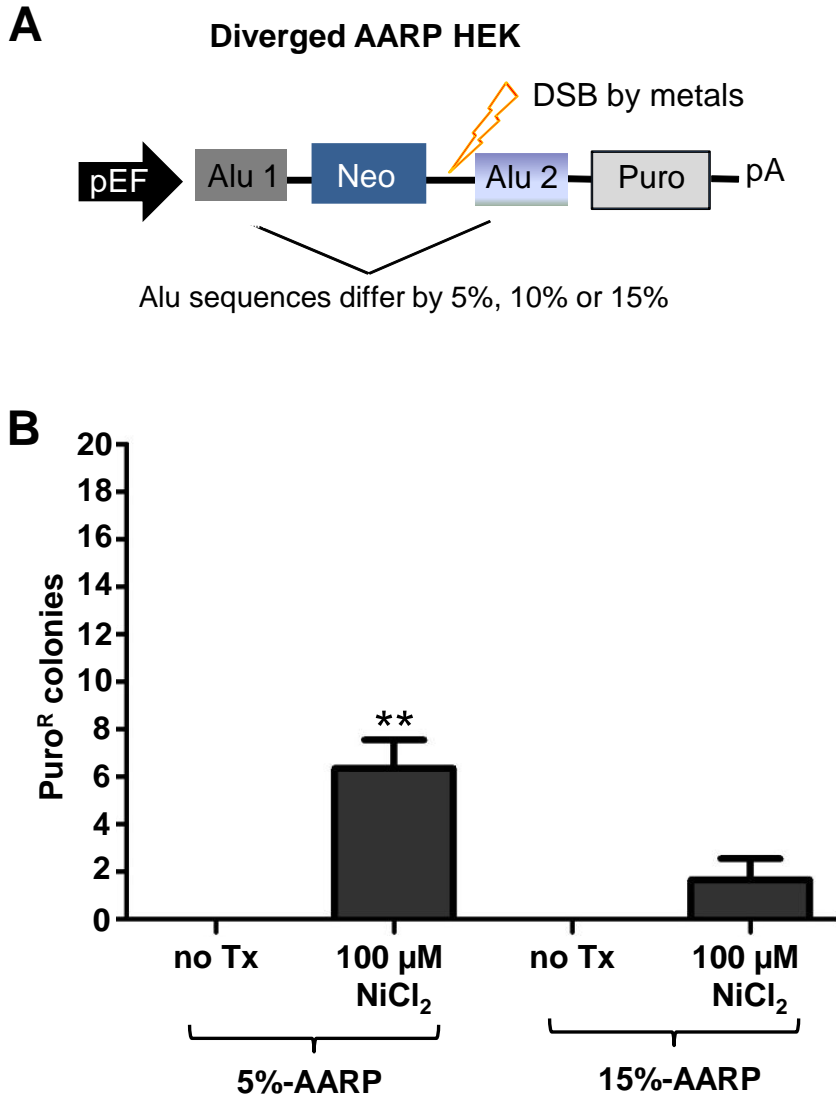 A
Diverged AARP HEK
DSB by metals
pEF
Alu 1
Neo
Alu 2
Puro
pA
Alu sequences differ by 5%, 10% or 15%
B
Puroᴿ colonies
20
18
16
14
12
10
8
6
4
2
0
**
no Tx
100 µM
NiCl₂
no Tx
100 µM
NiCl₂
5%-AARP
15%-AARP